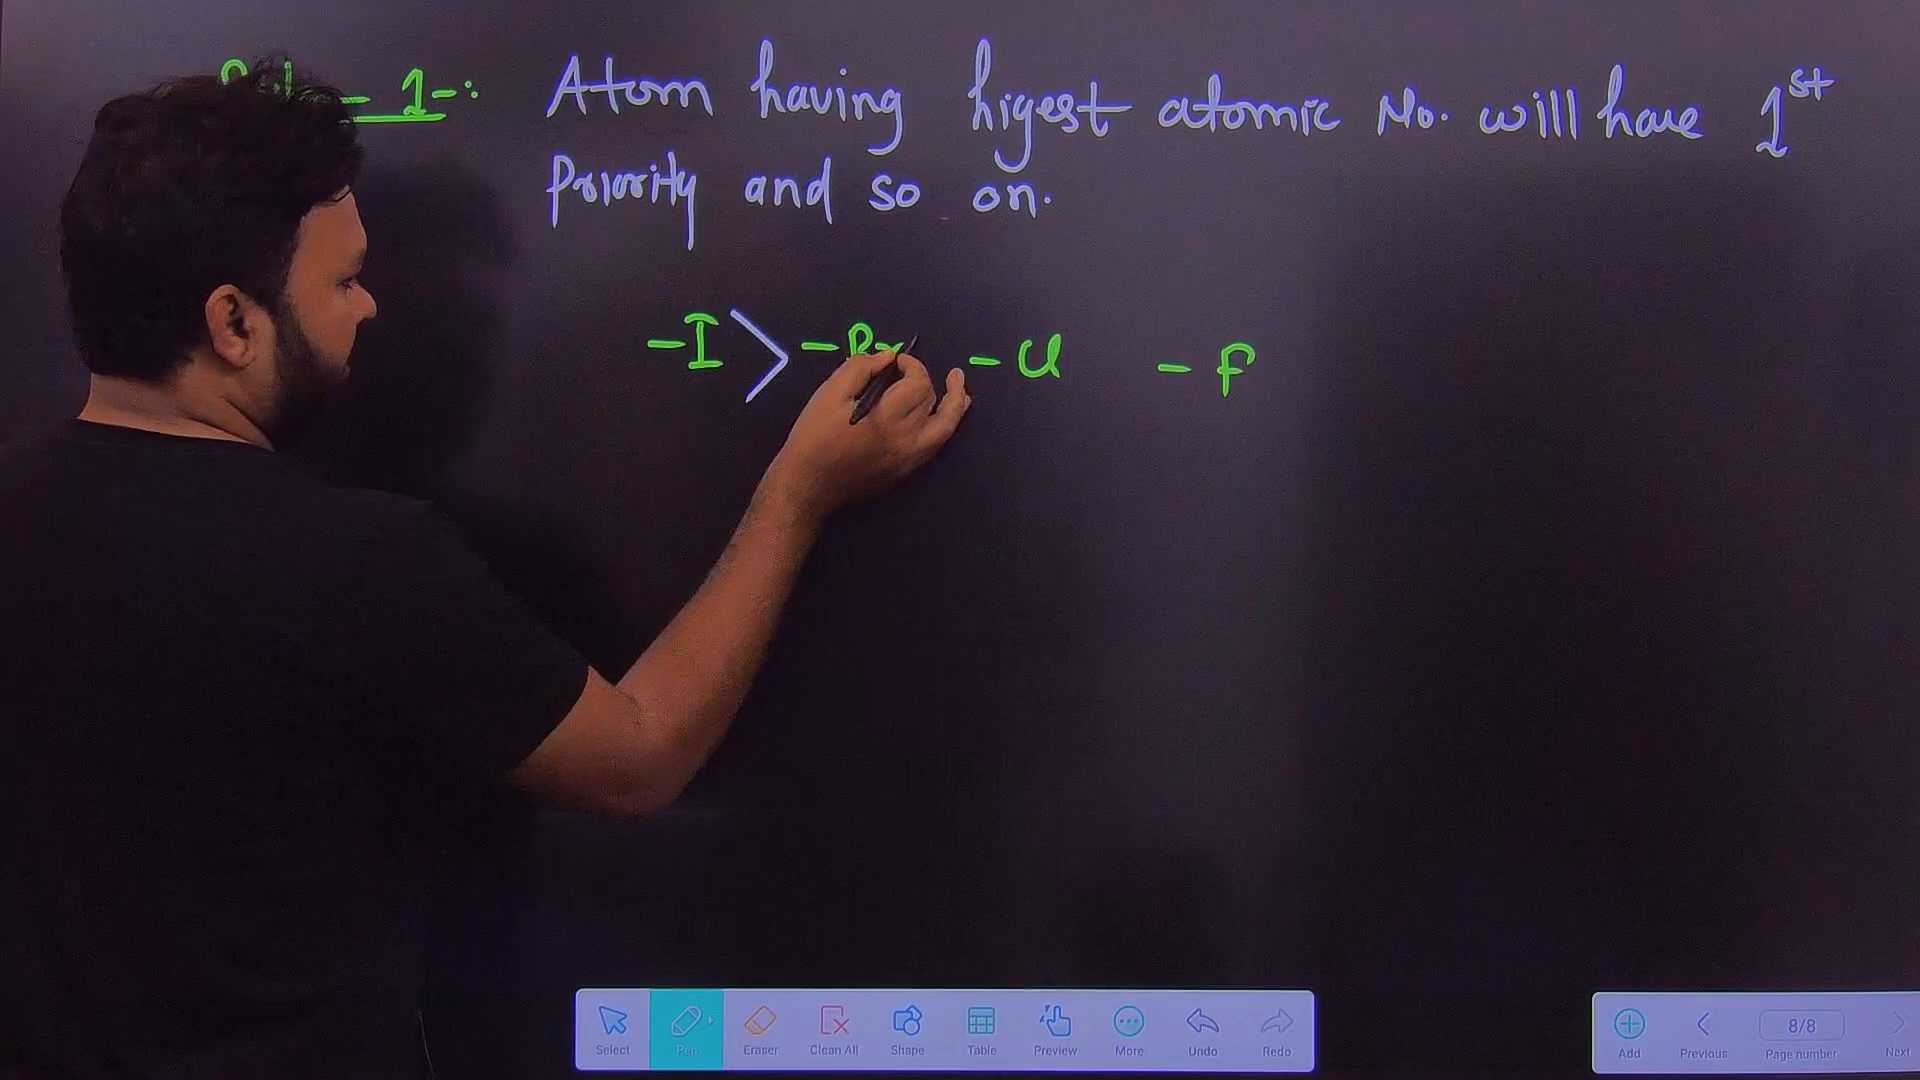 1-:
Atom having higest atomic No. will have 1st
Priority and so on.
-I > -Br -Cl -F
Select
Pen
Eraser
Clean All
Shape
Table
Preview
More
Undo
Redo
Add
Previous
8/8
Page number
Next